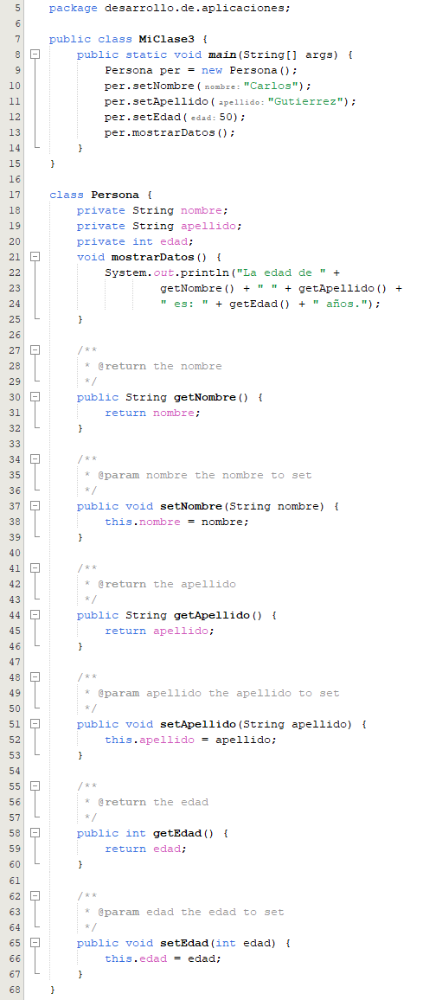 5 package desarrollo.de.aplicaciones;
6
7 public class MiClase3 {
8 public static void main(String[] args) {
9 Persona per = new Persona();
10 per.setNombre( nombre: "Carlos");
11 per.setApellido( apellido: "Gutierrez");
12 per.setEdad( edad: 50);
13 per.mostrarDatos();
14 }
15 }
16
17 class Persona {
18 private String nombre;
19 private String apellido;
20 private int edad;
21 void mostrarDatos() {
22 System.out.println("La edad de " +
23 getNombre() + " " + getApellido() +
24 " es: " + getEdad() + " años.");
25 }
26
27 /**
28 * @return the nombre
29 */
30 public String getNombre() {
31 return nombre;
32 }
33
34 /**
35 * @param nombre the nombre to set
36 */
37 public void setNombre(String nombre) {
38 this.nombre = nombre;
39 }
40
41 /**
42 * @return the apellido
43 */
44 public String getApellido() {
45 return apellido;
46 }
47
48 /**
49 * @param apellido the apellido to set
50 */
51 public void setApellido(String apellido) {
52 this.apellido = apellido;
53 }
54
55 /**
56 * @return the edad
57 */
58 public int getEdad() {
59 return edad;
60 }
61
62 /**
63 * @param edad the edad to set
64 */
65 public void setEdad(int edad) {
66 this.edad = edad;
67 }
68 }